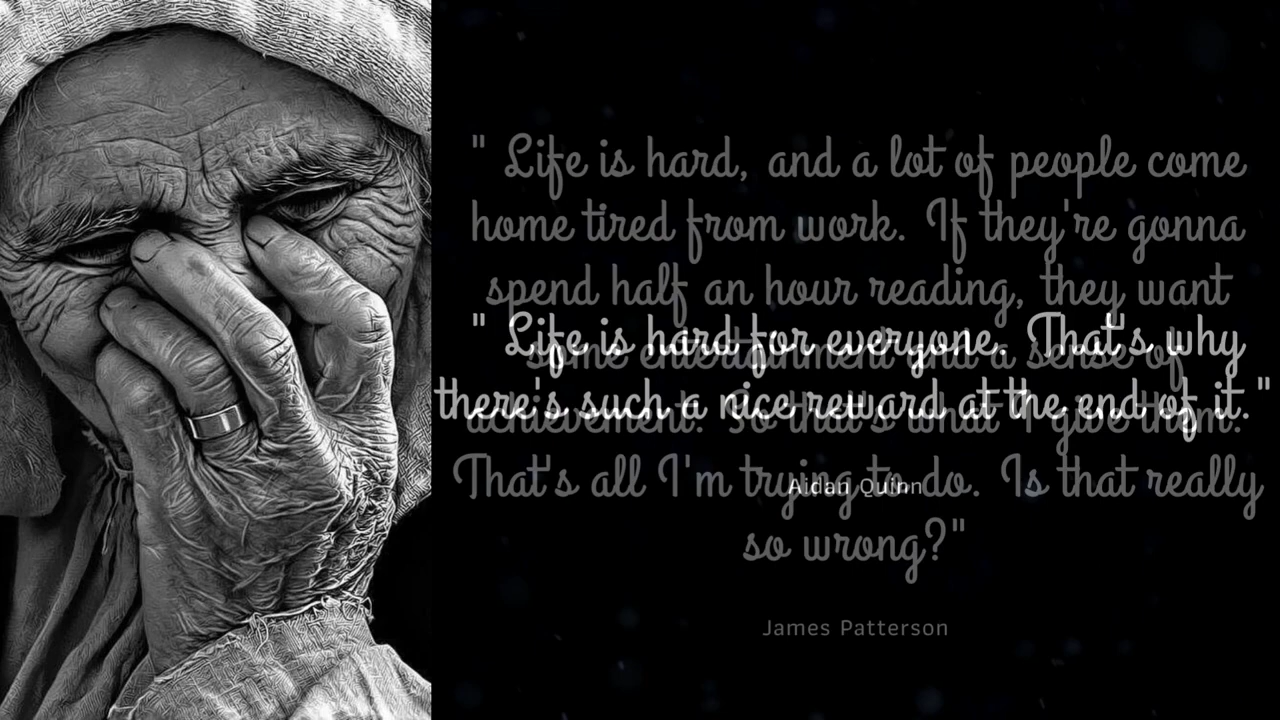 " Life is hard, and a lot of people come
home tired from work. If they're gonna
spend half an hour reading, they want
" Life is hard for everyone. That's why
some entertainment and a sense of
there's such a nice reward at the end of it."
achievement. So that's what I give them.
That's all I'm trying to do. Is that really
Aidan Quinn
so wrong?"
James Patterson